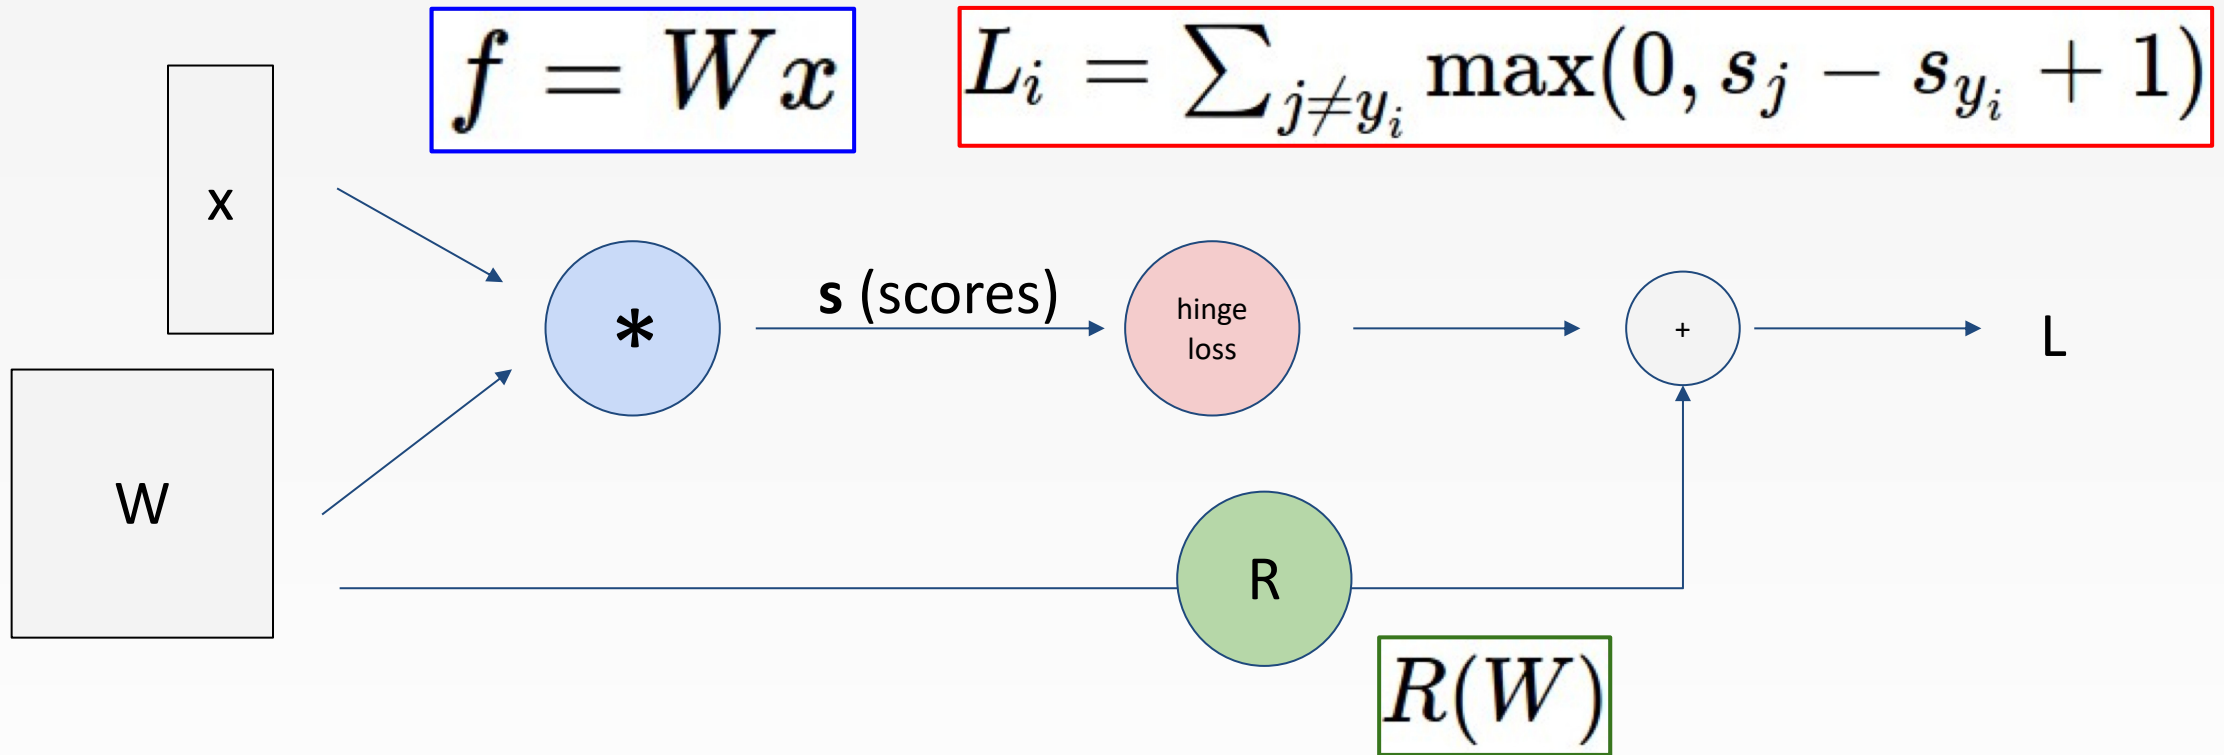 f = Wx
L_i = ∑_{j≠y_i} max(0, s_j − s_{y_i} + 1)
x
s (scores)
*
hinge
loss
+
L
W
R
R(W)